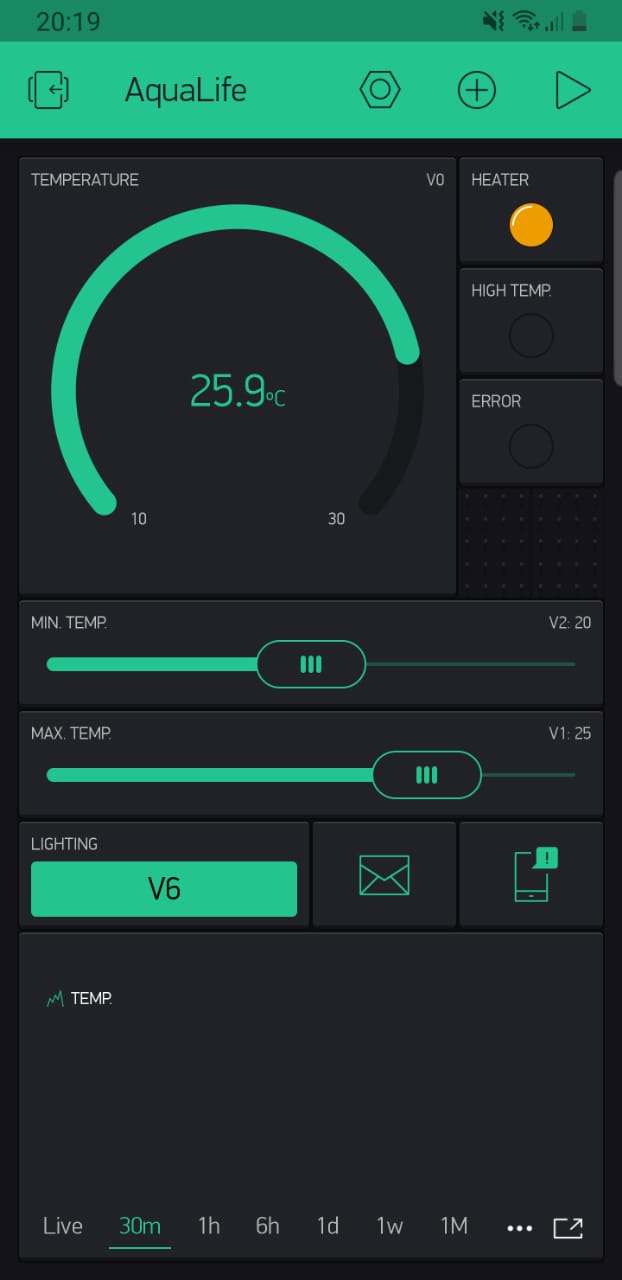 20:19
AquaLife
TEMPERATURE V0
HEATER
HIGH TEMP.
25.9°C
ERROR
10 30
MIN. TEMP. V2: 20
MAX. TEMP. V1: 25
LIGHTING
V6
!
TEMP.
Live 30m 1h 6h 1d 1w 1M